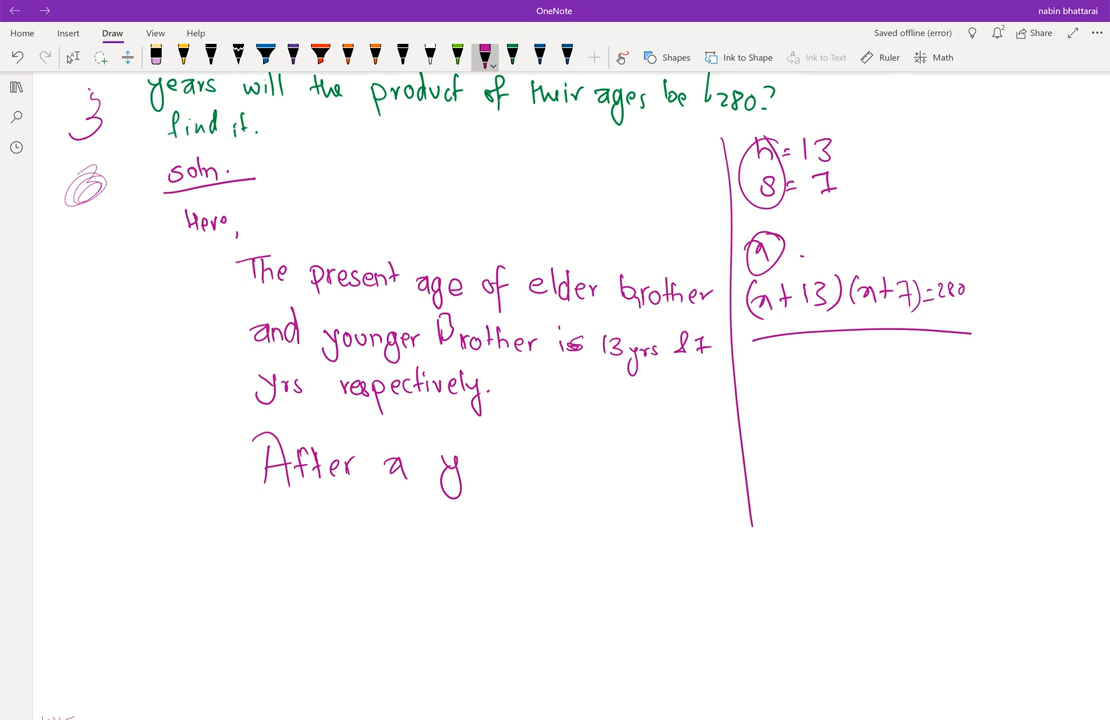 OneNote
nabin bhattarai
Home Insert Draw View Help
Saved offline (error)
Share
Shapes Ink to Shape Ink to Text Ruler Math
years will the product of their ages be 280?
find it.
3
soln.
Here,
The present age of elder brother
and younger Brother is 13 yrs & 7
yrs respectively.
After a y
= 13
8 = 7
(x+13)(x+7)=280